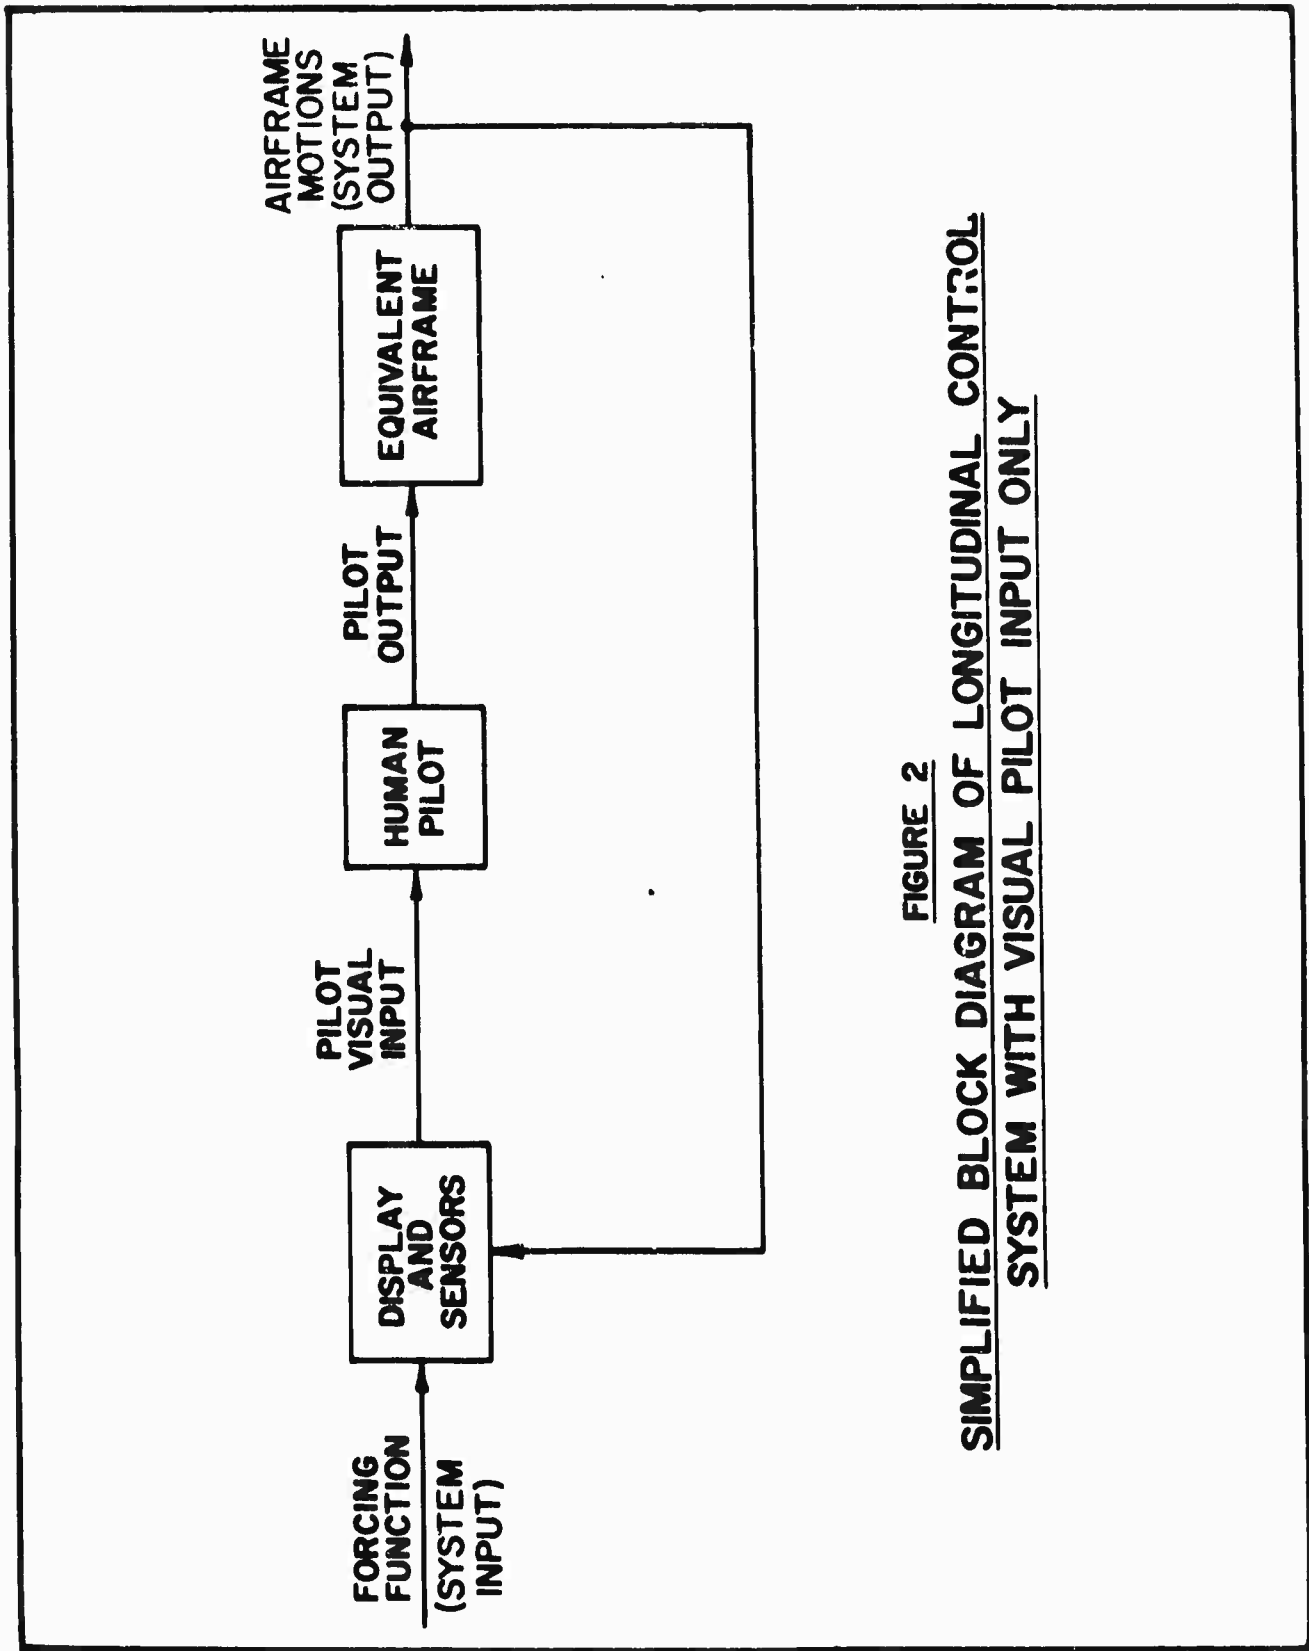 FORCING
FUNCTION
(SYSTEM
INPUT)
DISPLAY
AND
SENSORS
PILOT
VISUAL
INPUT
HUMAN
PILOT
PILOT
OUTPUT
EQUIVALENT
AIRFRAME
AIRFRAME
MOTIONS
(SYSTEM
OUTPUT)
FIGURE 2
SIMPLIFIED BLOCK DIAGRAM OF LONGITUDINAL CONTROL
SYSTEM WITH VISUAL PILOT INPUT ONLY